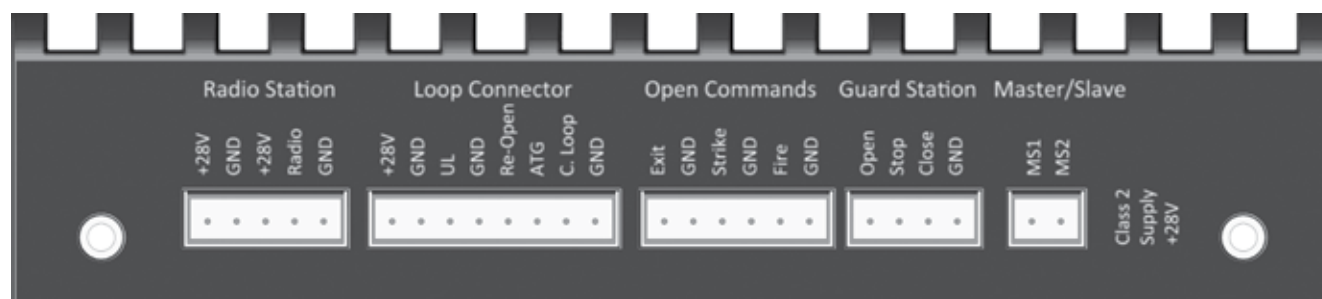 Radio Station
Loop Connector
Open Commands
Guard Station
Master/Slave
+28V
GND
+28V
Radio
GND
+28V
GND
UL
GND
Re-Open
ATG
C. Loop
GND
Exit
GND
Strike
GND
Fire
GND
Open
Stop
Close
GND
MS1
MS2
Class 2
Supply
+28V